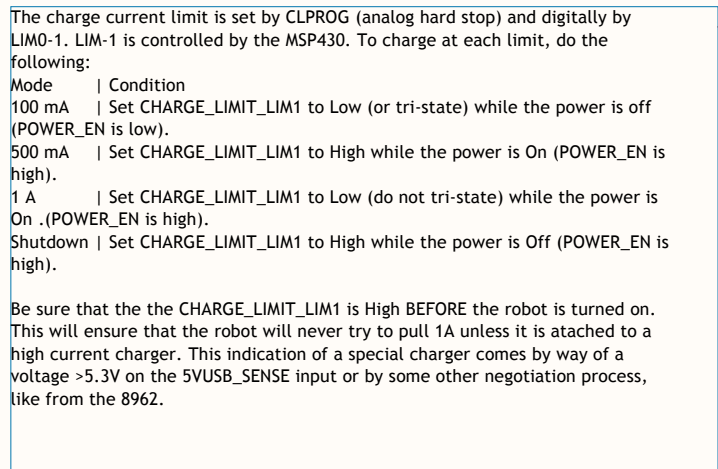 The charge current limit is set by CLPROG (analog hard stop) and digitally by
LIM0-1. LIM-1 is controlled by the MSP430. To charge at each limit, do the
following:
Mode | Condition
100 mA | Set CHARGE_LIMIT_LIM1 to Low (or tri-state) while the power is off
(POWER_EN is low).
500 mA | Set CHARGE_LIMIT_LIM1 to High while the power is On (POWER_EN is
high).
1 A | Set CHARGE_LIMIT_LIM1 to Low (do not tri-state) while the power is
On .(POWER_EN is high).
Shutdown | Set CHARGE_LIMIT_LIM1 to High while the power is Off (POWER_EN is
high).
Be sure that the the CHARGE_LIMIT_LIM1 is High BEFORE the robot is turned on.
This will ensure that the robot will never try to pull 1A unless it is atached to a
high current charger. This indication of a special charger comes by way of a
voltage >5.3V on the 5VUSB_SENSE input or by some other negotiation process,
like from the 8962.